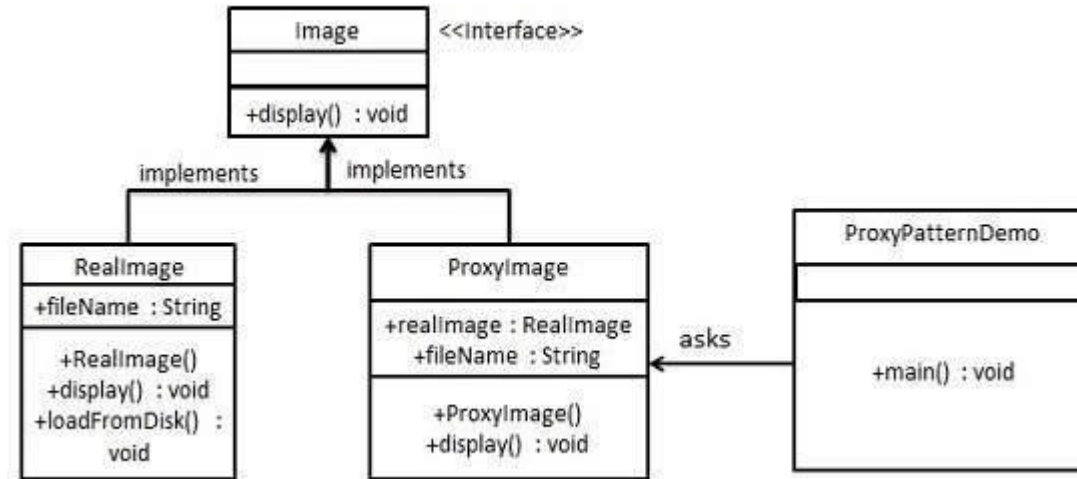 Image
<<Interface>>
+display() : void
implements
implements
RealImage
+fileName : String
+RealImage()
+display() : void
+loadFromDisk() :
void
ProxyImage
+realImage : RealImage
+fileName : String
+ProxyImage()
+display() : void
asks
ProxyPatternDemo
+main() : void